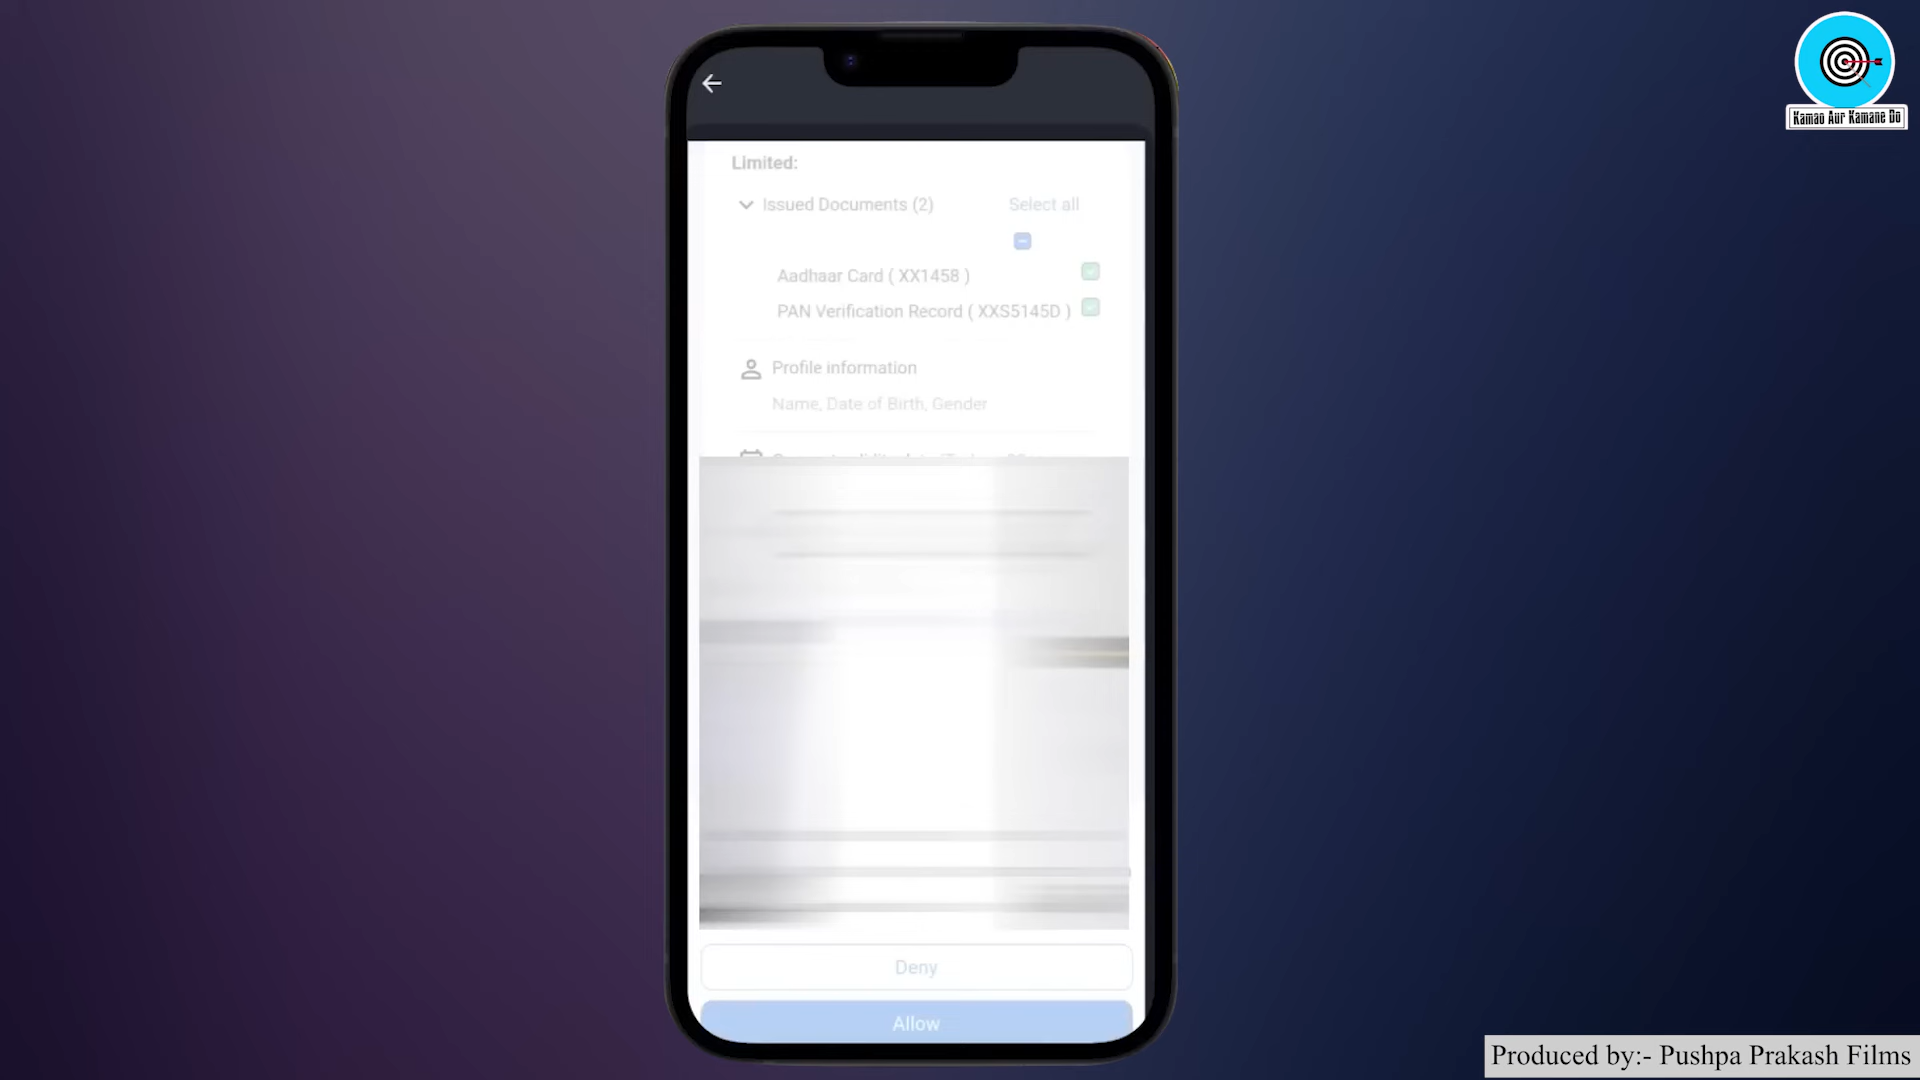 Kamao Aur Kamane Do
Limited:
Issued Documents (2)
Select all
Aadhaar Card ( XX1458 )
PAN Verification Record ( XXS5145D )
Profile information
Name, Date of Birth, Gender
Deny
Allow
Produced by:- Pushpa Prakash Films